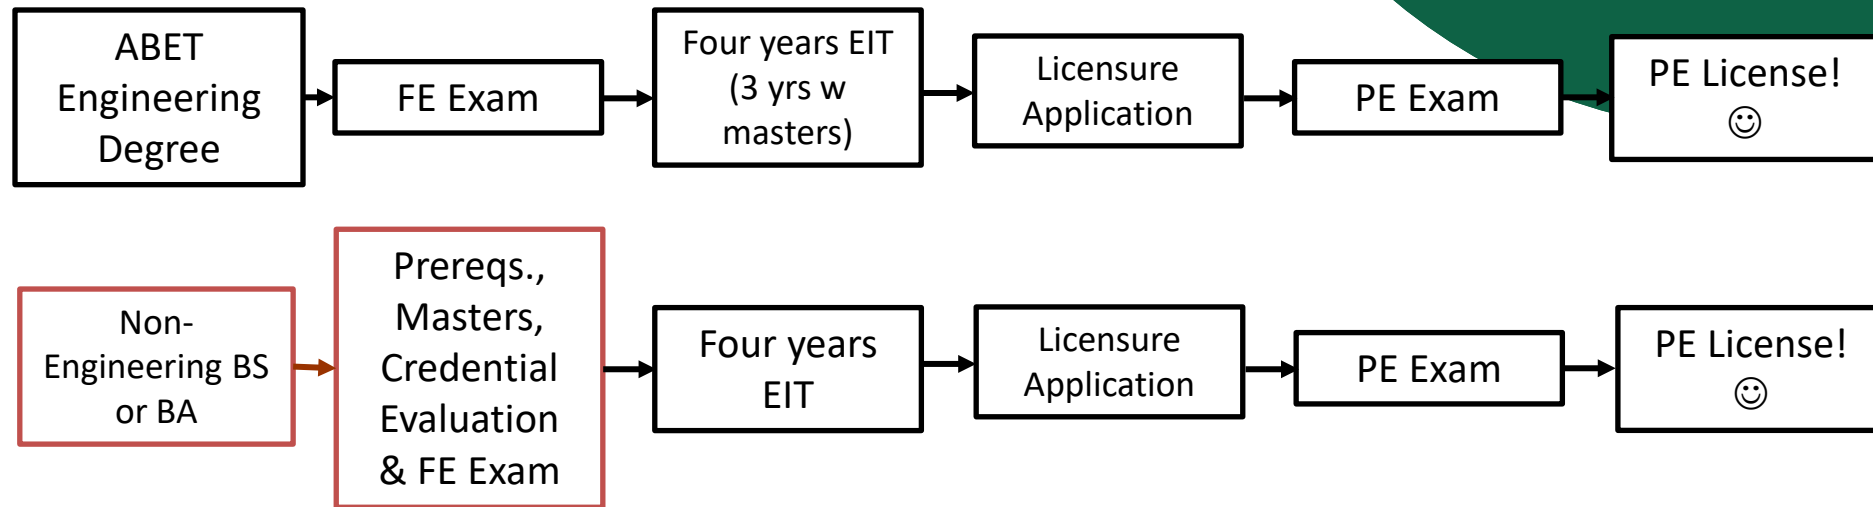 ABET
Engineering
Degree
FE Exam
Four years EIT
(3 yrs w
masters)
Licensure
Application
PE Exam
PE License!
☺
Non-
Engineering BS
or BA
Prereqs.,
Masters,
Credential
Evaluation
& FE Exam
Four years
EIT
Licensure
Application
PE Exam
PE License!
☺